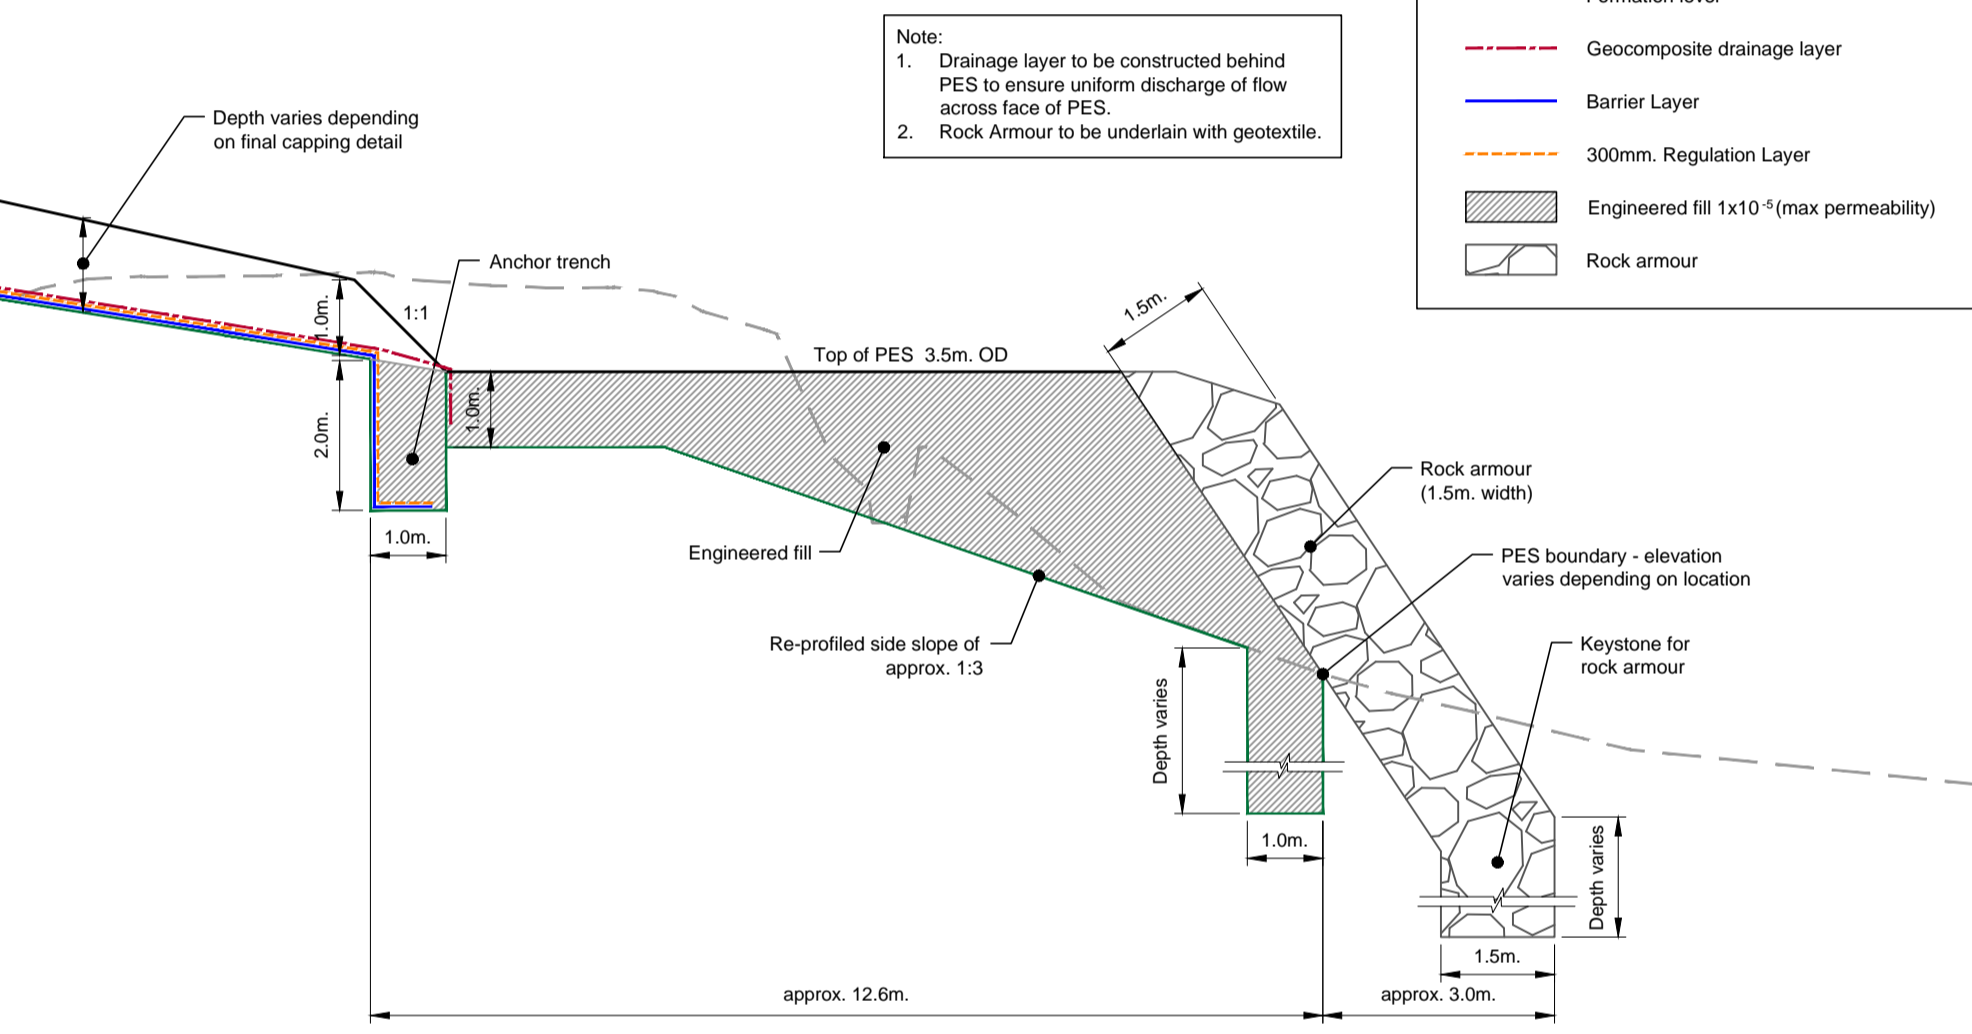 Note:
1. Drainage layer to be constructed behind
PES to ensure uniform discharge of flow
across face of PES.
2. Rock Armour to be underlain with geotextile.
Formation level
Geocomposite drainage layer
Barrier Layer
300mm. Regulation Layer
Engineered fill 1x10⁻⁵ (max permeability)
Rock armour
Depth varies depending
on final capping detail
Anchor trench
1.0m.
1:1
2.0m.
1.0m.
1.0m.
Top of PES 3.5m. OD
1.5m.
Rock armour
(1.5m. width)
Engineered fill
PES boundary - elevation
varies depending on location
Re-profiled side slope of
approx. 1:3
Keystone for
rock armour
Depth varies
1.0m.
Depth varies
1.5m.
approx. 12.6m.
approx. 3.0m.